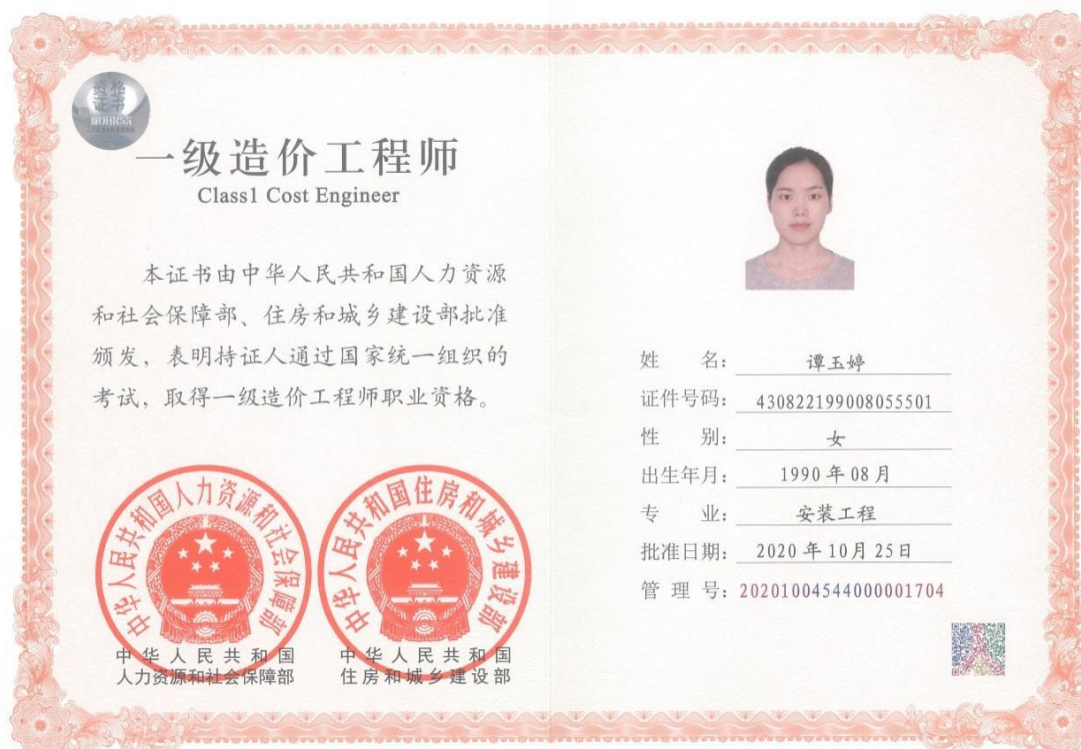 资格
证书
MOHRSS
一级造价工程师
Class1 Cost Engineer
本证书由中华人民共和国人力资源
和社会保障部、住房和城乡建设部批准
颁发，表明持证人通过国家统一组织的
考试，取得一级造价工程师职业资格。
中华人民共和国人力资源和社会保障部
中华人民共和国住房和城乡建设部
中华人民共和国
人力资源和社会保障部
中华人民共和国
住房和城乡建设部
姓 名：谭玉婷
证件号码：430822199008055501
性 别：女
出生年月：1990年08月
专 业：安装工程
批准日期：2020年10月25日
管 理 号：20201004544000001704